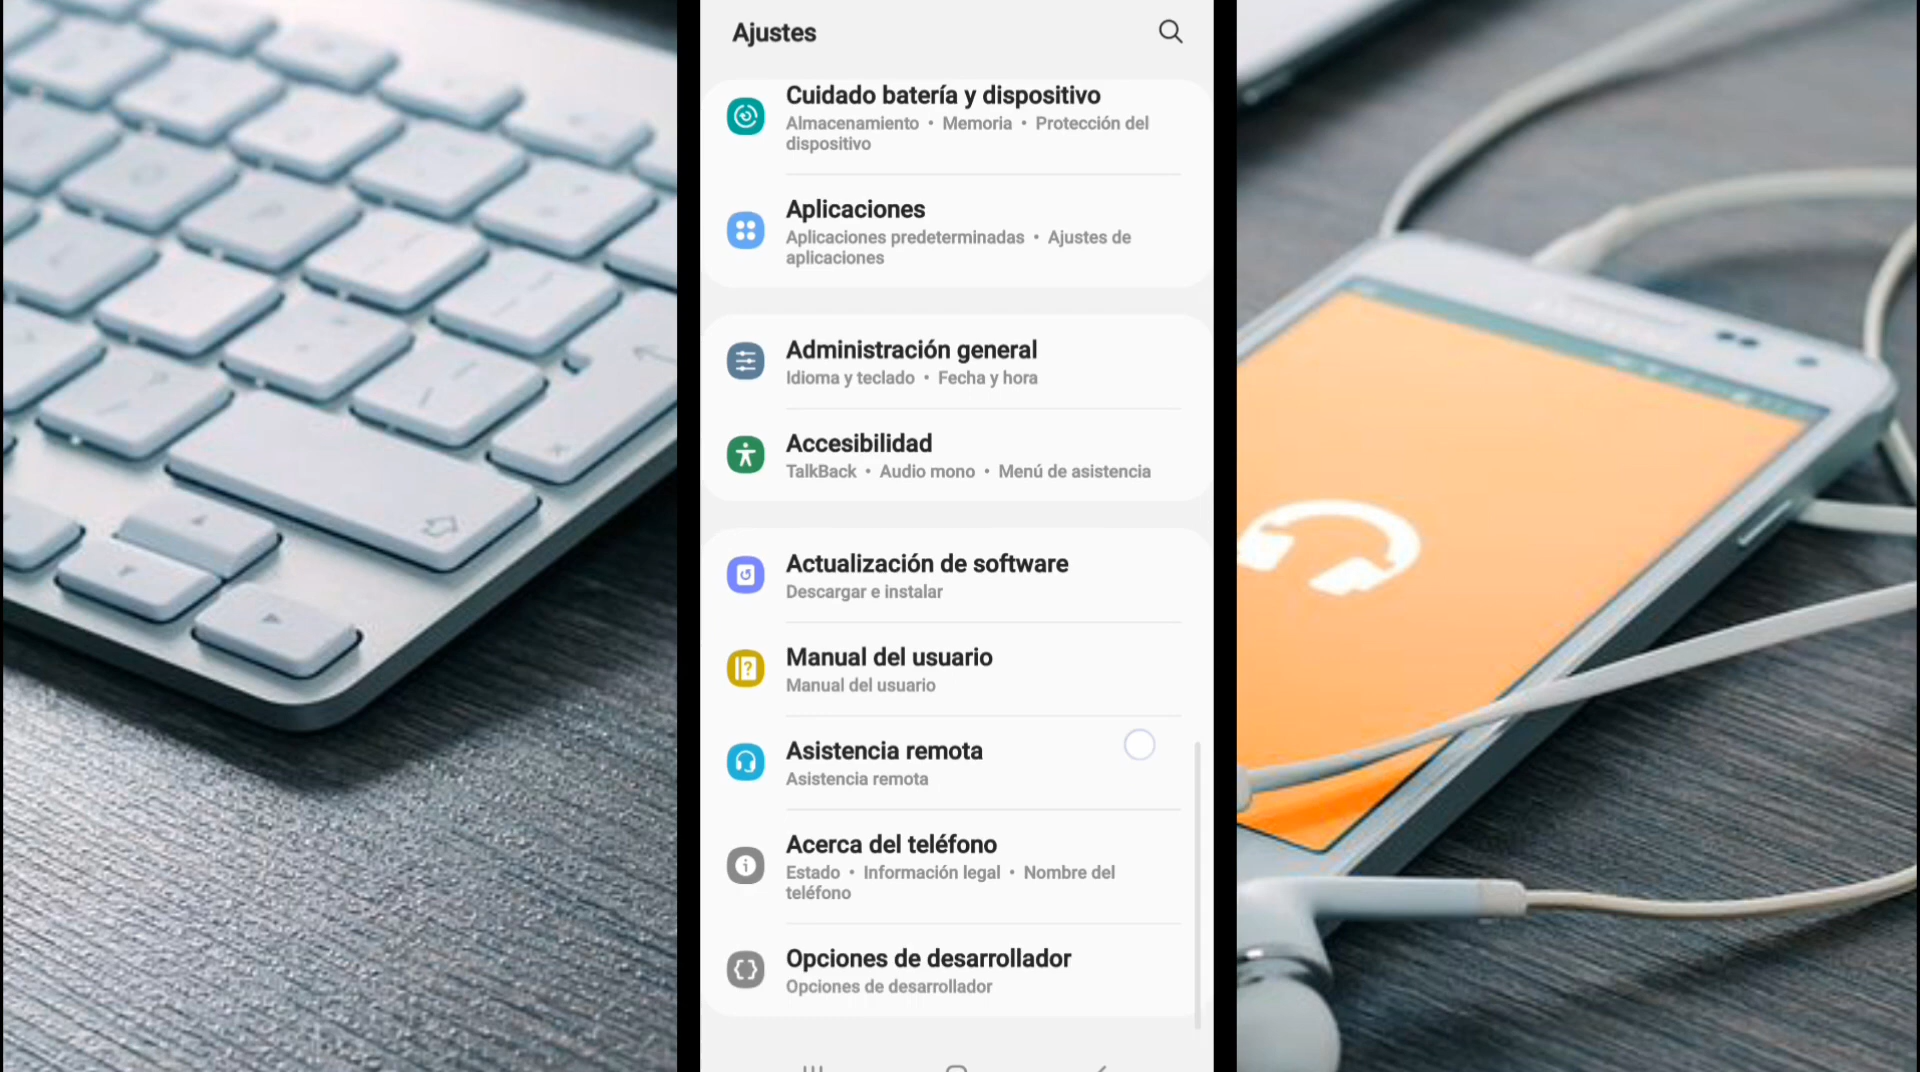 Ajustes
Cuidado batería y dispositivo
Almacenamiento • Memoria • Protección del
dispositivo
Aplicaciones
Aplicaciones predeterminadas • Ajustes de
aplicaciones
Administración general
Idioma y teclado • Fecha y hora
Accesibilidad
TalkBack • Audio mono • Menú de asistencia
Actualización de software
Descargar e instalar
Manual del usuario
Manual del usuario
Asistencia remota
Asistencia remota
Acerca del teléfono
Estado • Información legal • Nombre del
teléfono
Opciones de desarrollador
Opciones de desarrollador